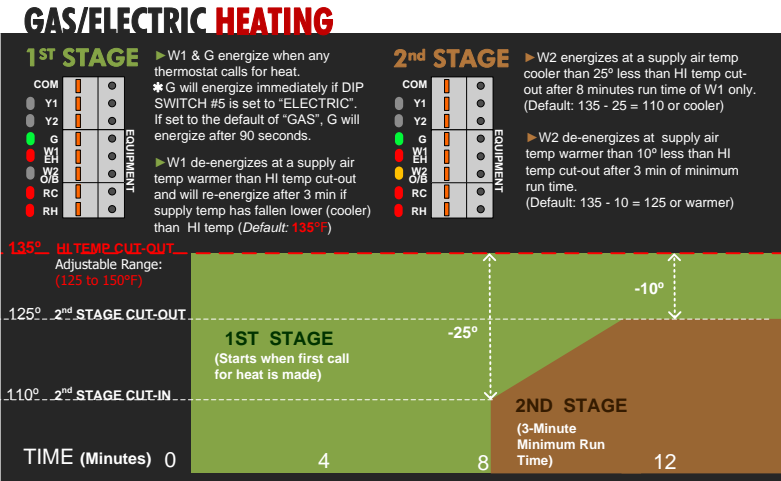 GAS/ELECTRIC HEATING
1ST STAGE
COM
Y1
Y2
G
W1
EH
W2
O/B
RC
RH
EQUIPMENT
►W1 & G energize when any
thermostat calls for heat.
✱G will energize immediately if DIP
SWITCH #5 is set to “ELECTRIC”.
If set to the default of “GAS”, G will
energize after 90 seconds.
►W1 de-energizes at a supply air
temp warmer than HI temp cut-out
and will re-energize after 3 min if
supply temp has fallen lower (cooler)
than HI temp (Default: 135°F)
2nd STAGE
COM
Y1
Y2
G
W1
EH
W2
O/B
RC
RH
EQUIPMENT
►W2 energizes at a supply air temp
cooler than 25º less than HI temp cut-
out after 8 minutes run time of W1 only.
(Default: 135 - 25 = 110 or cooler)
►W2 de-energizes at supply air
temp warmer than 10º less than HI
temp cut-out after 3 min of minimum
run time.
(Default: 135 - 10 = 125 or warmer)
135º HI TEMP CUT-OUT
Adjustable Range:
(125 to 150°F)
-10º
125º 2nd STAGE CUT-OUT
-25º
1ST STAGE
(Starts when first call
for heat is made)
110º 2nd STAGE CUT-IN
2ND STAGE
(3-Minute
Minimum Run
Time)
TIME (Minutes) 0 4 8 12